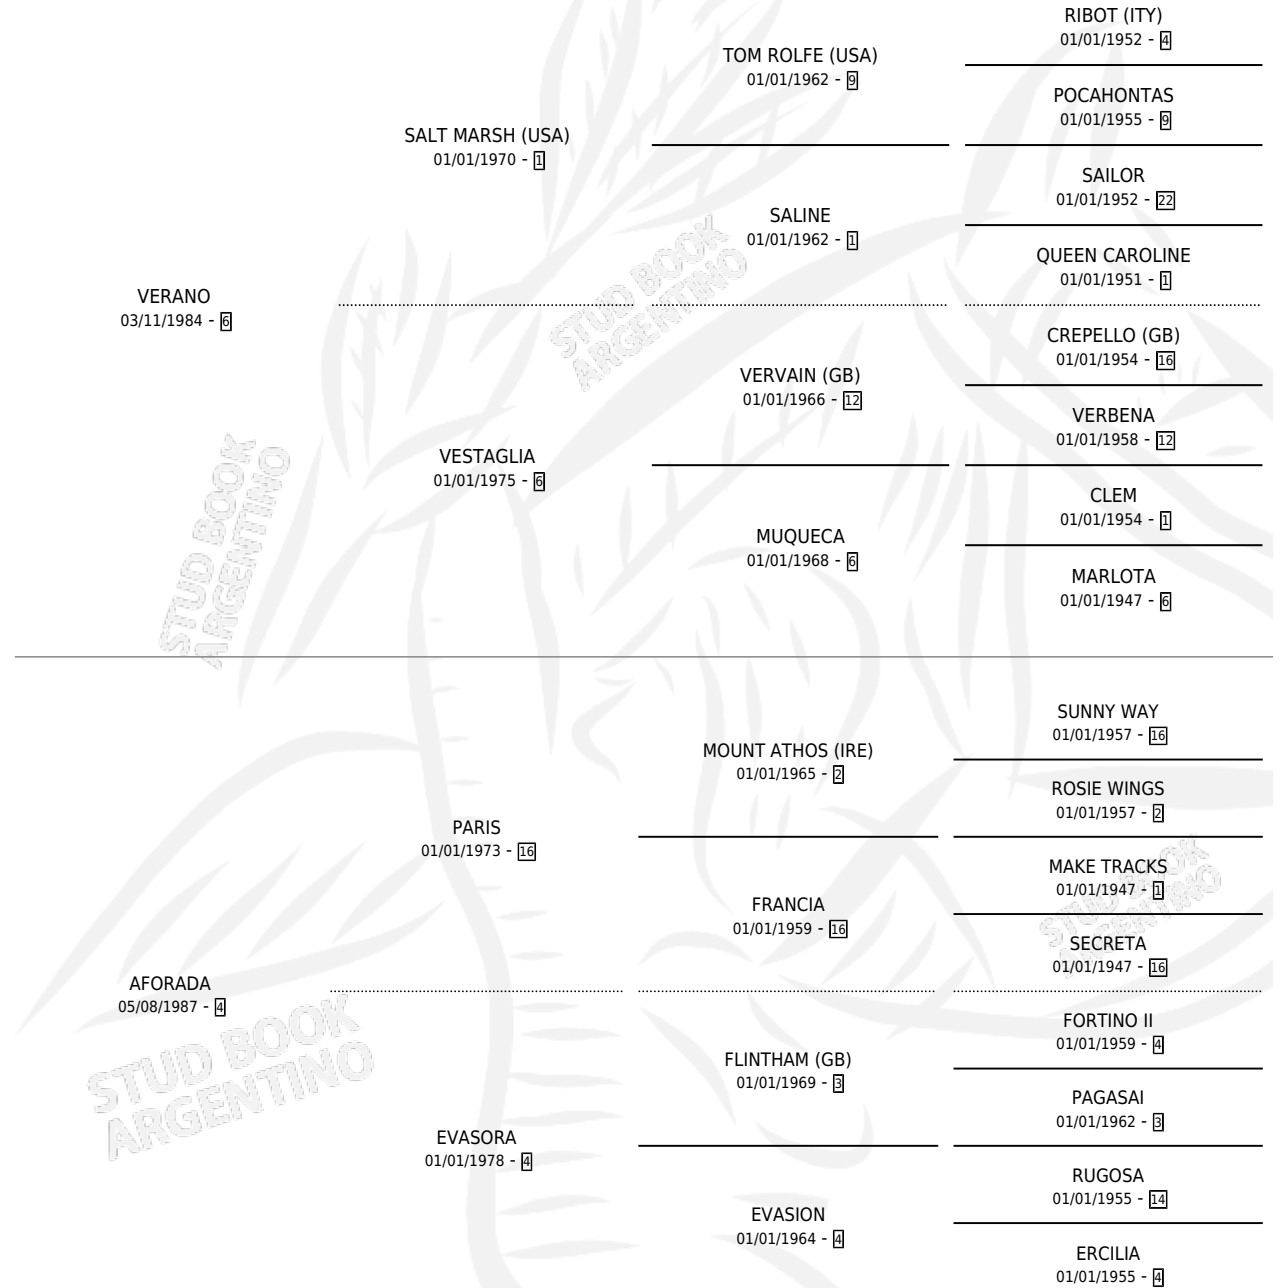 RIBOT (ITY)
01/01/1952 - 4
TOM ROLFE (USA)
01/01/1962 - 9
POCAHONTAS
01/01/1955 - 9
SALT MARSH (USA)
01/01/1970 - 1
SAILOR
01/01/1952 - 22
SALINE
01/01/1962 - 1
QUEEN CAROLINE
01/01/1951 - 1
VERANO
03/11/1984 - 6
CREPELLO (GB)
01/01/1954 - 16
VERVAIN (GB)
01/01/1966 - 12
VERBENA
01/01/1958 - 12
VESTAGLIA
01/01/1975 - 6
CLEM
01/01/1954 - 1
MUQUECA
01/01/1968 - 6
MARLOTA
01/01/1947 - 6
SUNNY WAY
01/01/1957 - 16
MOUNT ATHOS (IRE)
01/01/1965 - 2
ROSIE WINGS
01/01/1957 - 2
PARIS
01/01/1973 - 16
MAKE TRACKS
01/01/1947 - 1
FRANCIA
01/01/1959 - 16
SECRETA
01/01/1947 - 16
AFORADA
05/08/1987 - 4
FORTINO II
01/01/1959 - 4
FLINTHAM (GB)
01/01/1969 - 3
PAGASAI
01/01/1962 - 3
EVASORA
01/01/1978 - 4
RUGOSA
01/01/1955 - 14
EVASION
01/01/1964 - 4
ERCILIA
01/01/1955 - 4
STUD BOOK
ARGENTINO
STUD BOOK
ARGENTINO
STUD BOOK
ARGENTINO
STUD BOOK
ARGENTINO